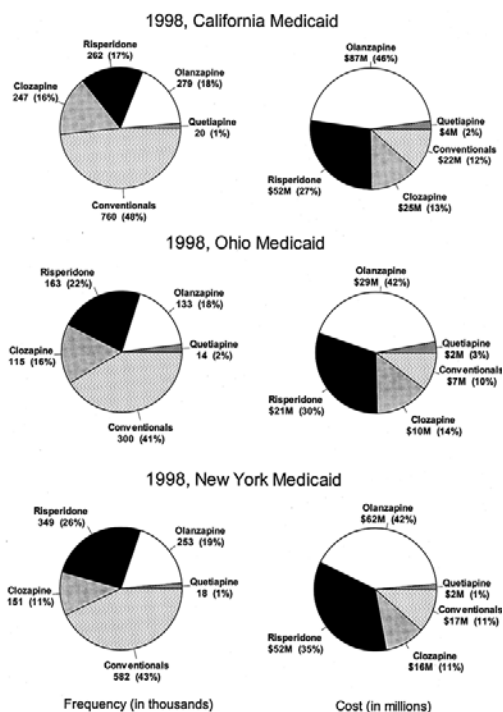 1998, California Medicaid
Risperidone
262 (17%)
Olanzapine
279 (18%)
Clozapine
247 (16%)
Quetiapine
20 (1%)
Conventionals
760 (48%)
Olanzapine
$87M (46%)
Quetiapine
$4M (2%)
Conventionals
$22M (12%)
Risperidone
$52M (27%)
Clozapine
$25M (13%)
1998, Ohio Medicaid
Risperidone
163 (22%)
Olanzapine
133 (18%)
Clozapine
115 (16%)
Quetiapine
14 (2%)
Conventionals
300 (41%)
Olanzapine
$29M (42%)
Quetiapine
$2M (3%)
Conventionals
$7M (10%)
Risperidone
$21M (30%)
Clozapine
$10M (14%)
1998, New York Medicaid
Risperidone
349 (26%)
Olanzapine
253 (19%)
Clozapine
151 (11%)
Quetiapine
18 (1%)
Conventionals
582 (43%)
Olanzapine
$62M (42%)
Quetiapine
$2M (1%)
Conventionals
$17M (11%)
Risperidone
$52M (35%)
Clozapine
$16M (11%)
Frequency (in thousands)
Cost (in millions)